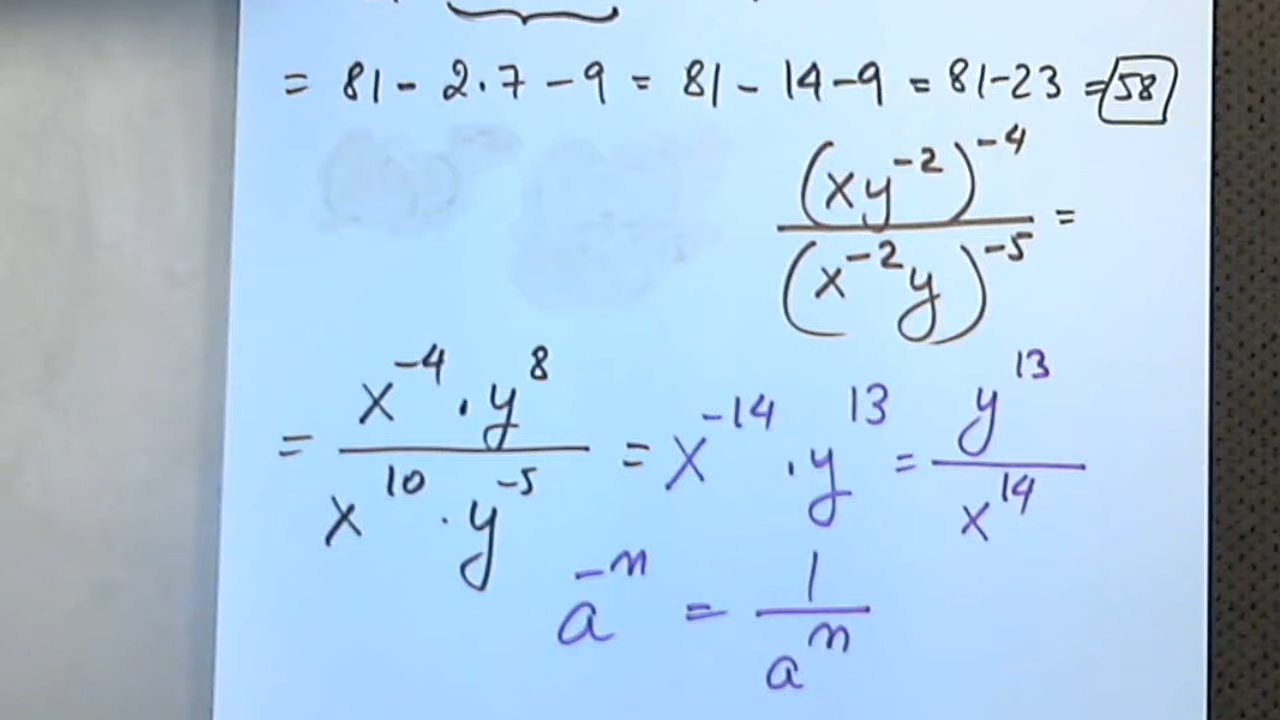 = 81 - 2·7 - 9 = 81 - 14 - 9 = 81 - 23 = 58
(xy^-2)^-4 / (x^-2 y)^-5 =
= x^-4 · y^8 / x^10 · y^-5 = x^-14 · y^13 = y^13 / x^14
a^-n = 1 / a^n